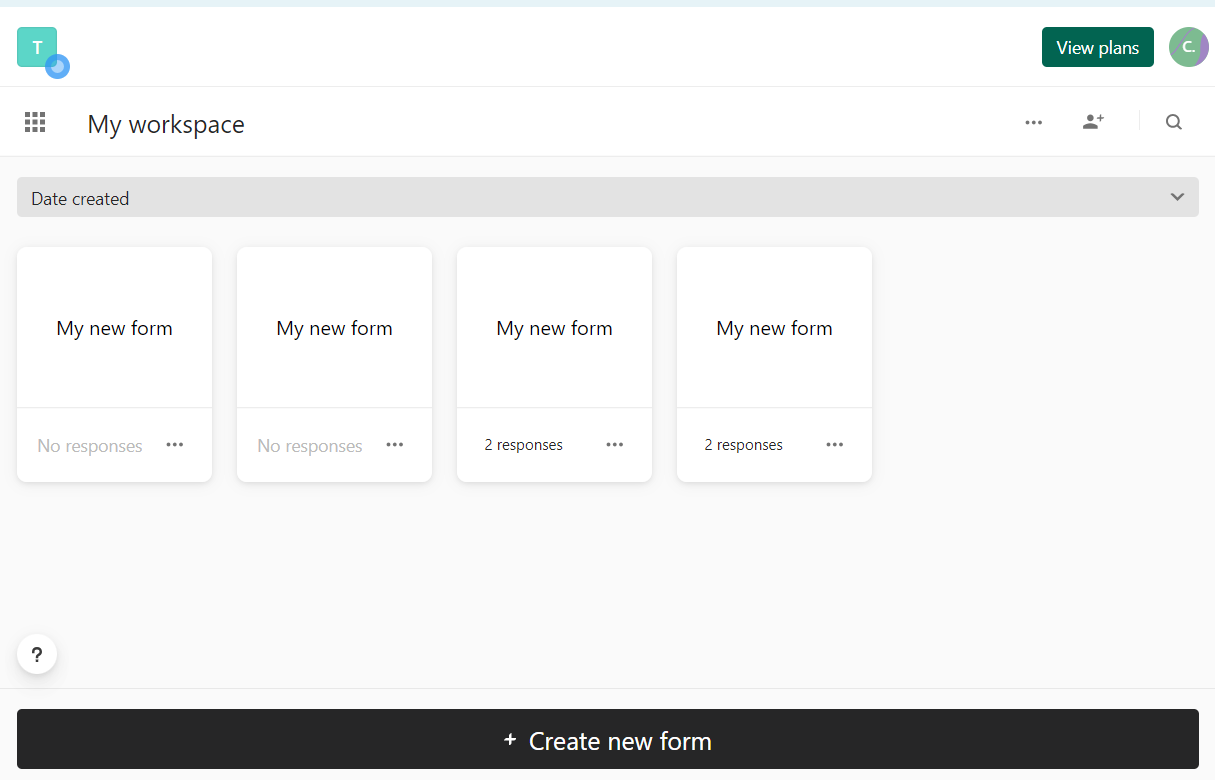 T
View plans
C.
My workspace
Date created
My new form
My new form
My new form
My new form
No responses
No responses
2 responses
2 responses
?
+ Create new form